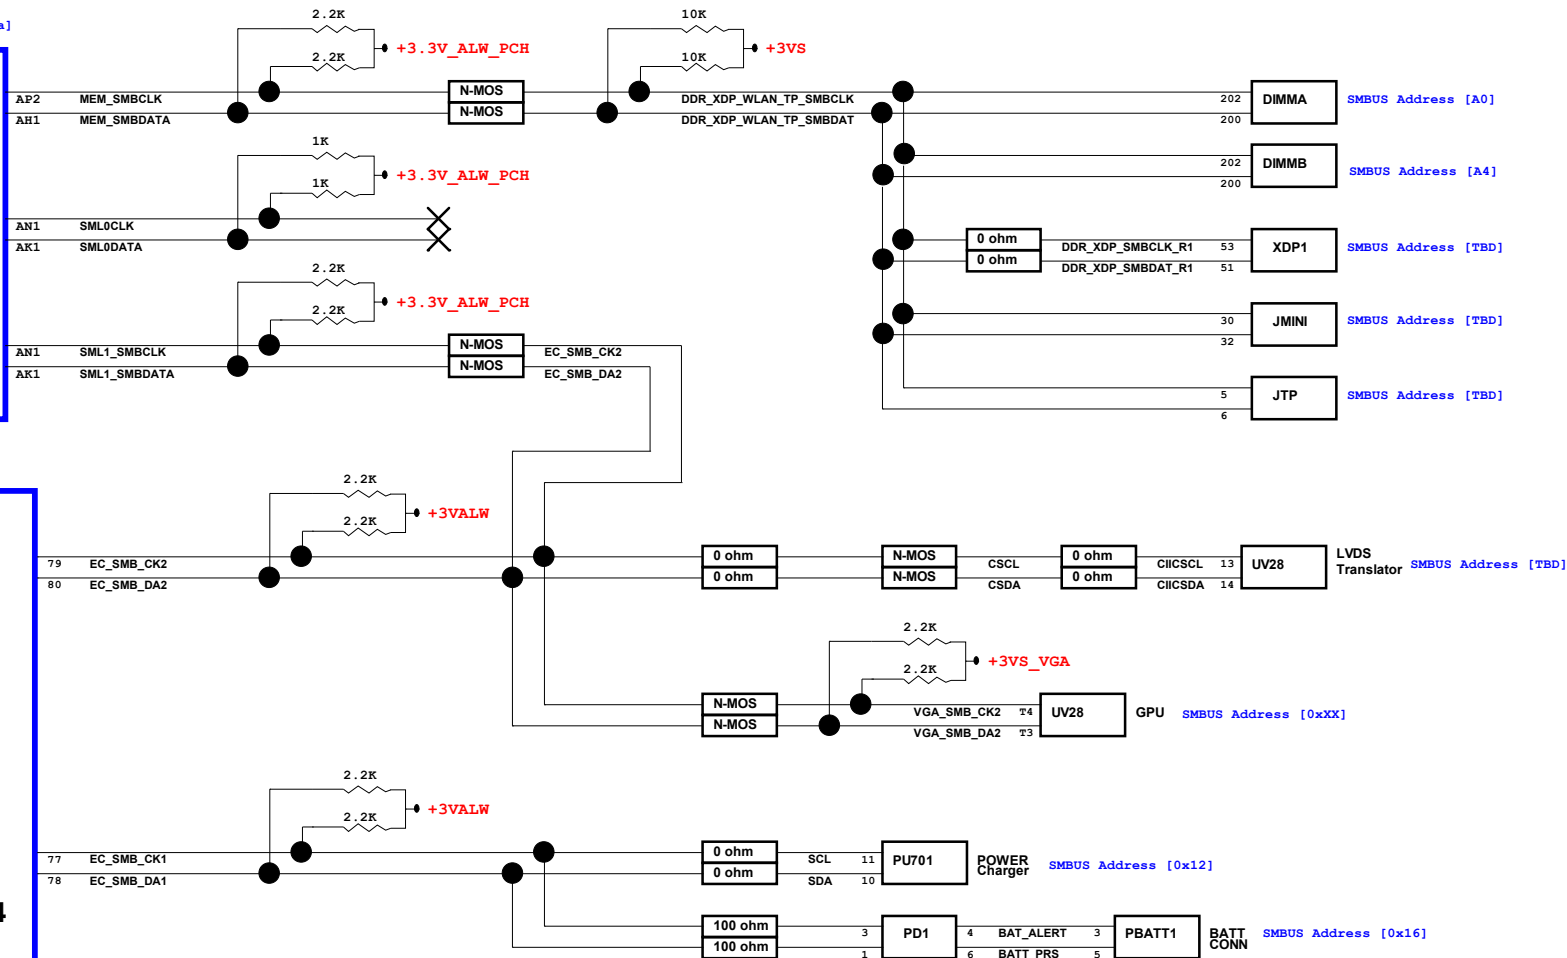 a]
2.2K
2.2K
+3.3V_ALW_PCH
10K
10K
+3VS
AP2 MEM_SMBCLK N-MOS DDR_XDP_WLAN_TP_SMBCLK 202 DIMMA SMBUS Address [A0]
AH1 MEM_SMBDATA N-MOS DDR_XDP_WLAN_TP_SMBDAT 200
1K
1K
+3.3V_ALW_PCH
202 DIMMB SMBUS Address [A4]
200
AN1 SML0CLK
AK1 SML0DATA
0 ohm DDR_XDP_SMBCLK_R1 53 XDP1 SMBUS Address [TBD]
0 ohm DDR_XDP_SMBDAT_R1 51
2.2K
2.2K
+3.3V_ALW_PCH
30 JMINI SMBUS Address [TBD]
32
AN1 SML1_SMBCLK N-MOS EC_SMB_CK2
AK1 SML1_SMBDATA N-MOS EC_SMB_DA2
5 JTP SMBUS Address [TBD]
6
2.2K
2.2K
+3VALW
79 EC_SMB_CK2 0 ohm N-MOS CSCL 0 ohm CIICSCL 13 UV28 LVDS Translator SMBUS Address [TBD]
80 EC_SMB_DA2 0 ohm N-MOS CSDA 0 ohm CIICSDA 14
2.2K
2.2K
+3VS_VGA
N-MOS VGA_SMB_CK2 T4 UV28 GPU SMBUS Address [0xXX]
N-MOS VGA_SMB_DA2 T3
2.2K
2.2K
+3VALW
77 EC_SMB_CK1 0 ohm SCL 11 PU701 POWER Charger SMBUS Address [0x12]
78 EC_SMB_DA1 0 ohm SDA 10
4
100 ohm 3 PD1 4 BAT_ALERT 3 PBATT1 BATT CONN SMBUS Address [0x16]
100 ohm 1 6 BATT_PRS 5